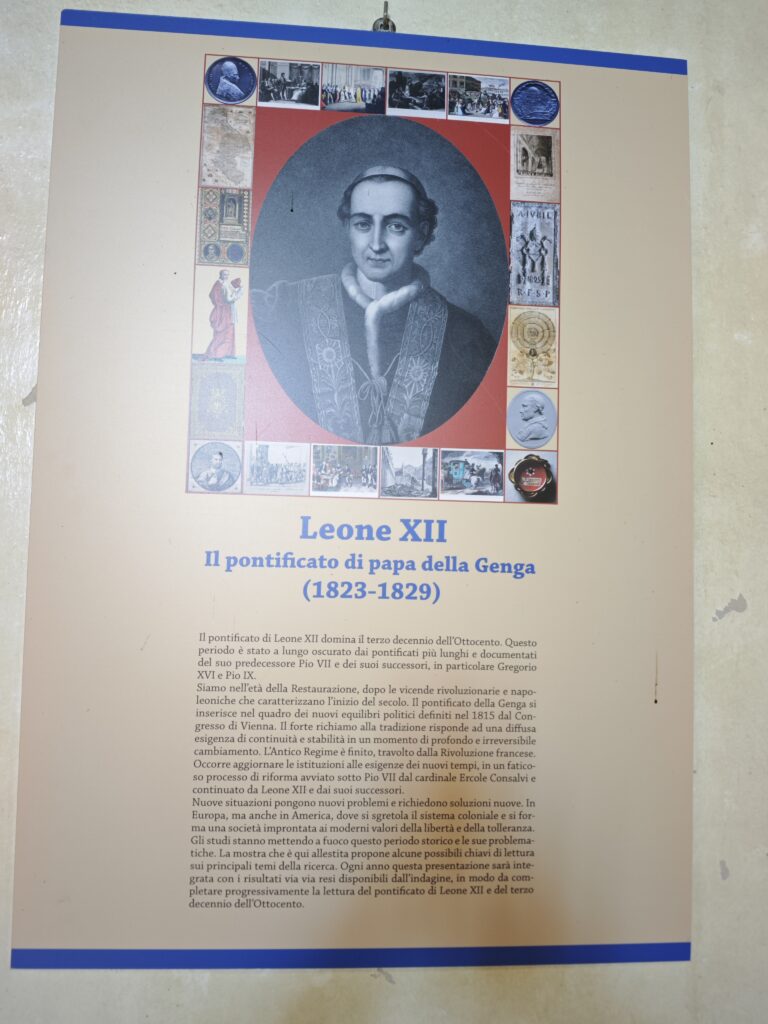 A IVBIL
R F S P
Leone XII
Il pontificato di papa della Genga
(1823-1829)
Il pontificato di Leone XII domina il terzo decennio dell'Ottocento. Questo
periodo è stato a lungo oscurato dai pontificati più lunghi e documentati
del suo predecessore Pio VII e dei suoi successori, in particolare Gregorio
XVI e Pio IX.
Siamo nell'età della Restaurazione, dopo le vicende rivoluzionarie e napo-
leoniche che caratterizzano l'inizio del secolo. Il pontificato della Genga si
inserisce nel quadro dei nuovi equilibri politici definiti nel 1815 dal Con-
gresso di Vienna. Il forte richiamo alla tradizione risponde ad una diffusa
esigenza di continuità e stabilità in un momento di profondo e irreversibile
cambiamento. L'Antico Regime è finito, travolto dalla Rivoluzione francese.
Occorre aggiornare le istituzioni alle esigenze dei nuovi tempi, in un fatico-
so processo di riforma avviato sotto Pio VII dal cardinale Ercole Consalvi e
continuato da Leone XII e dai suoi successori.
Nuove situazioni pongono nuovi problemi e richiedono soluzioni nuove. In
Europa, ma anche in America, dove si sgretola il sistema coloniale e si for-
ma una società improntata ai moderni valori della libertà e della tolleranza.
Gli studi stanno mettendo a fuoco questo periodo storico e le sue problema-
tiche. La mostra che è qui allestita propone alcune possibili chiavi di lettura
sui principali temi della ricerca. Ogni anno questa presentazione sarà inte-
grata con i risultati via via resi disponibili dall'indagine, in modo da com-
pletare progressivamente la lettura del pontificato di Leone XII e del terzo
decennio dell'Ottocento.